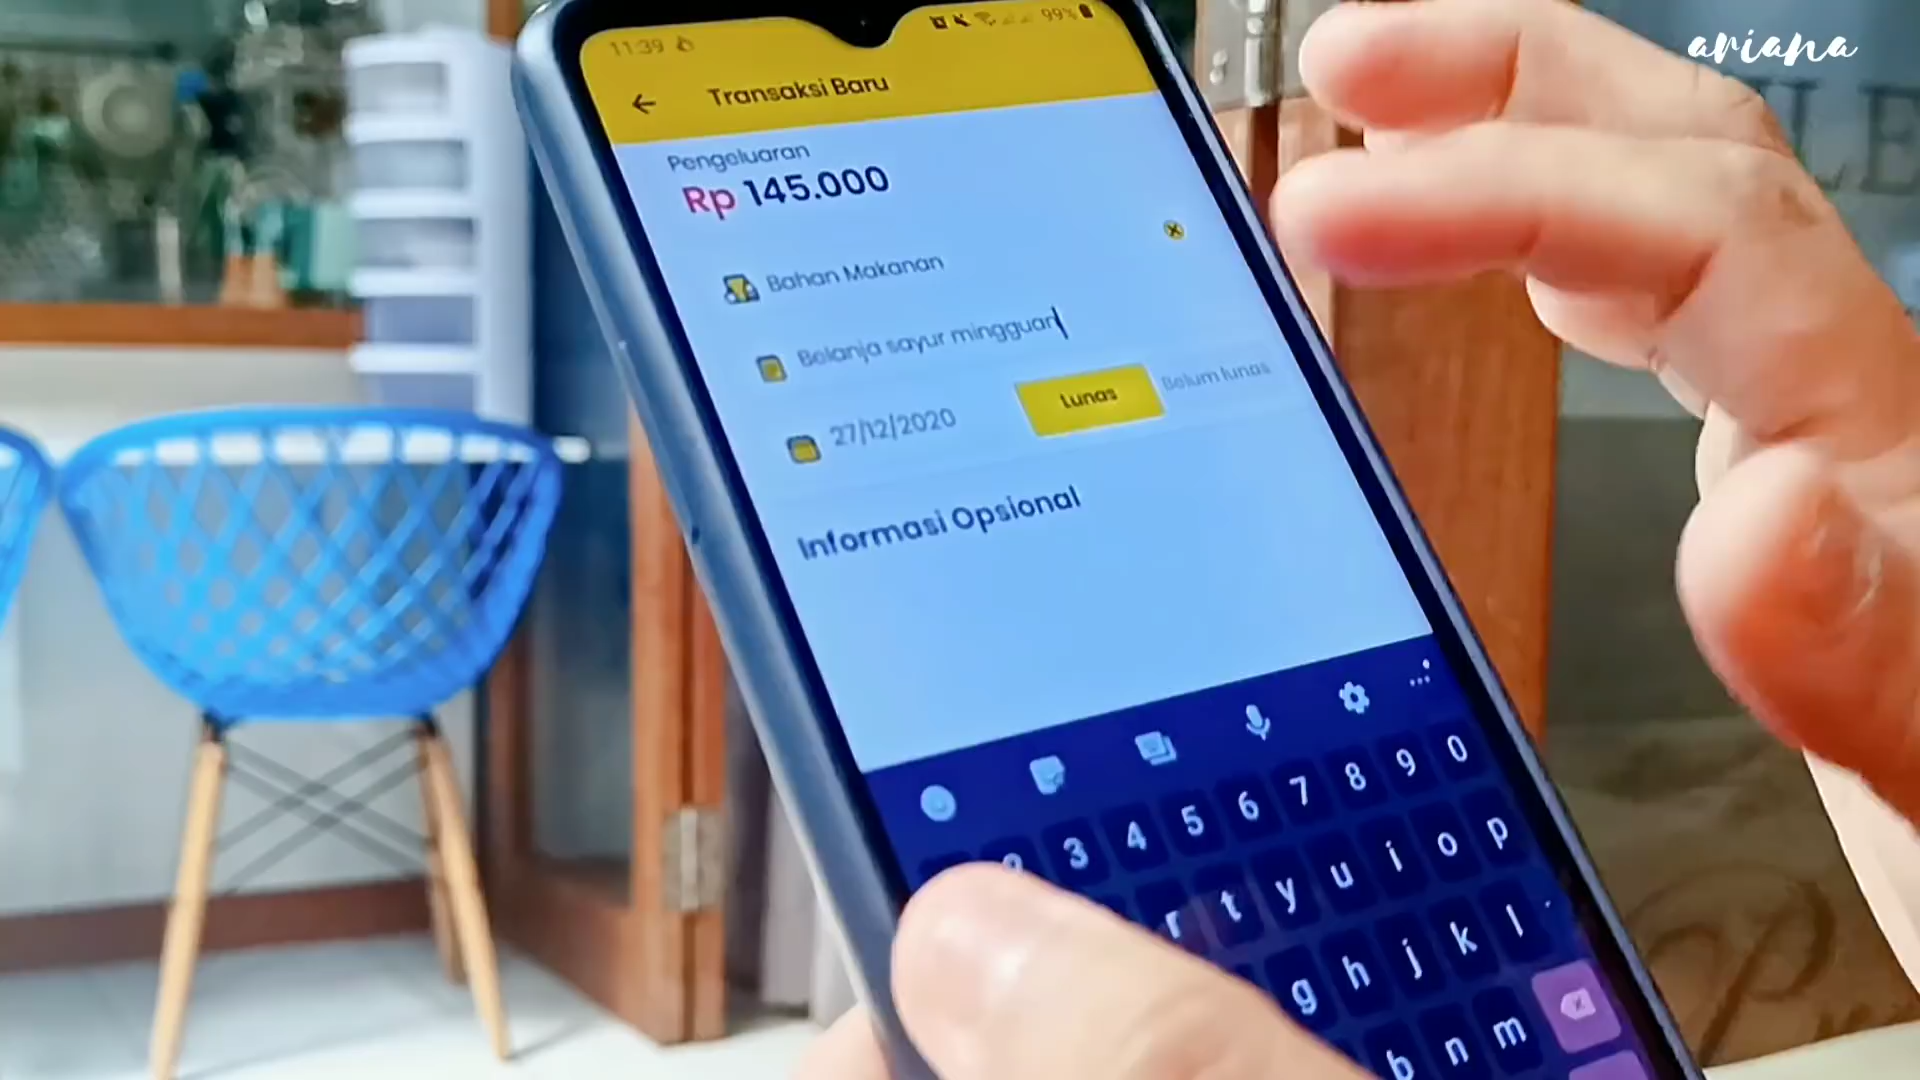 ariana
11:39 99%
Transaksi Baru
Pengeluaran
Rp 145.000
Bahan Makanan
Belanja sayur mingguan
27/12/2020 Lunas Belum lunas
Informasi Opsional
3 4 5 6 7 8 9 0
r t y u i o p
g h j k l
b n m